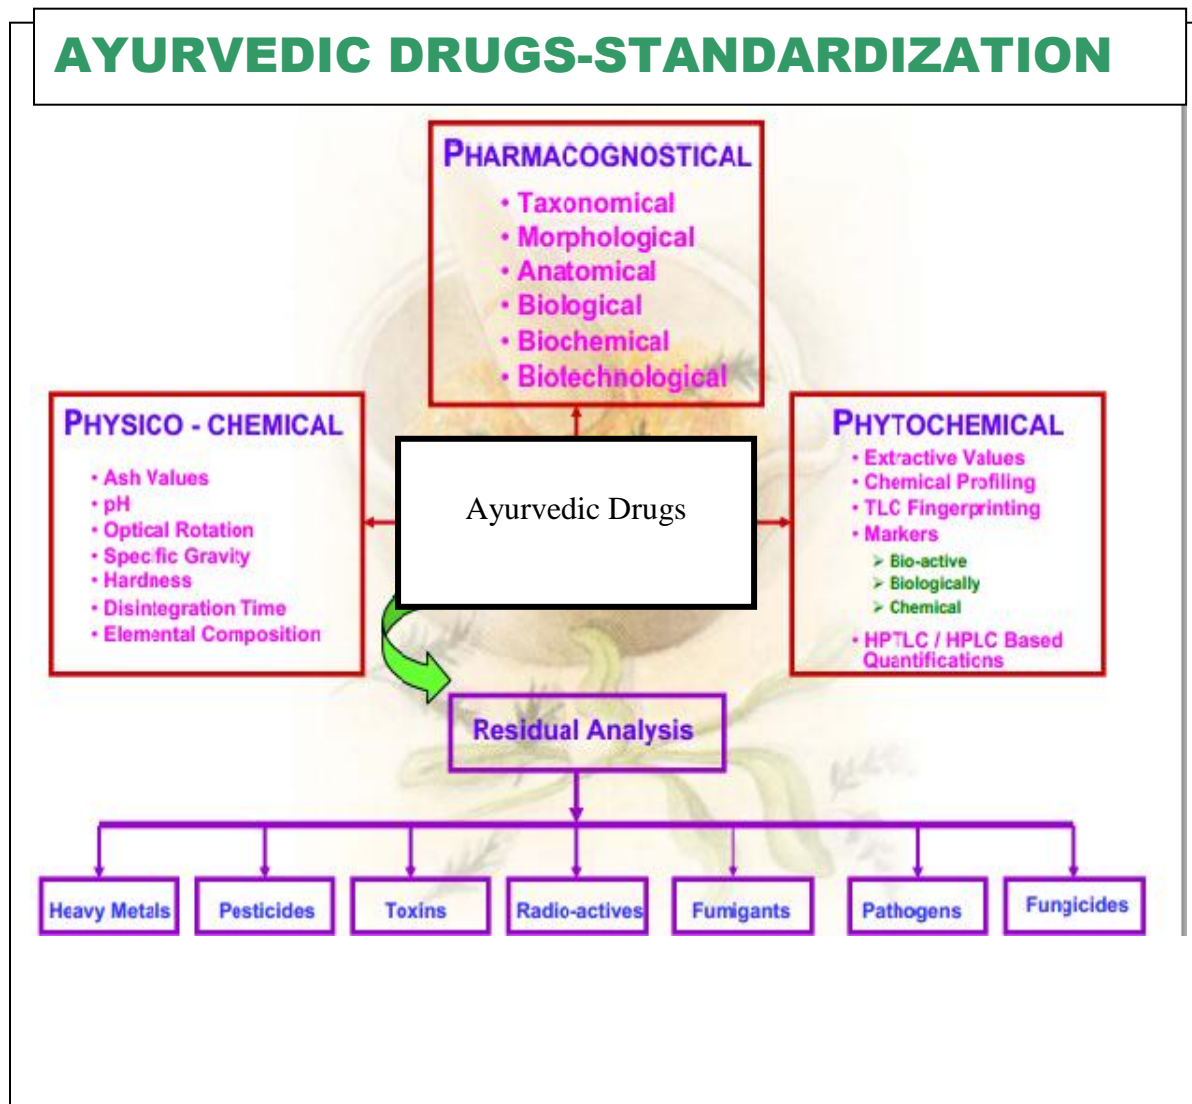 AYURVEDIC DRUGS-STANDARDIZATION
PHARMACOGNOSTICAL
• Taxonomical
• Morphological
• Anatomical
• Biological
• Biochemical
• Biotechnological
PHYSICO - CHEMICAL
• Ash Values
• pH
• Optical Rotation
• Specific Gravity
• Hardness
• Disintegration Time
• Elemental Composition
Ayurvedic Drugs
PHYTOCHEMICAL
• Extractive Values
• Chemical Profiling
• TLC Fingerprinting
• Markers
➢ Bio-active
➢ Biologically
➢ Chemical
• HPTLC / HPLC Based
Quantifications
Residual Analysis
Heavy Metals
Pesticides
Toxins
Radio-actives
Fumigants
Pathogens
Fungicides